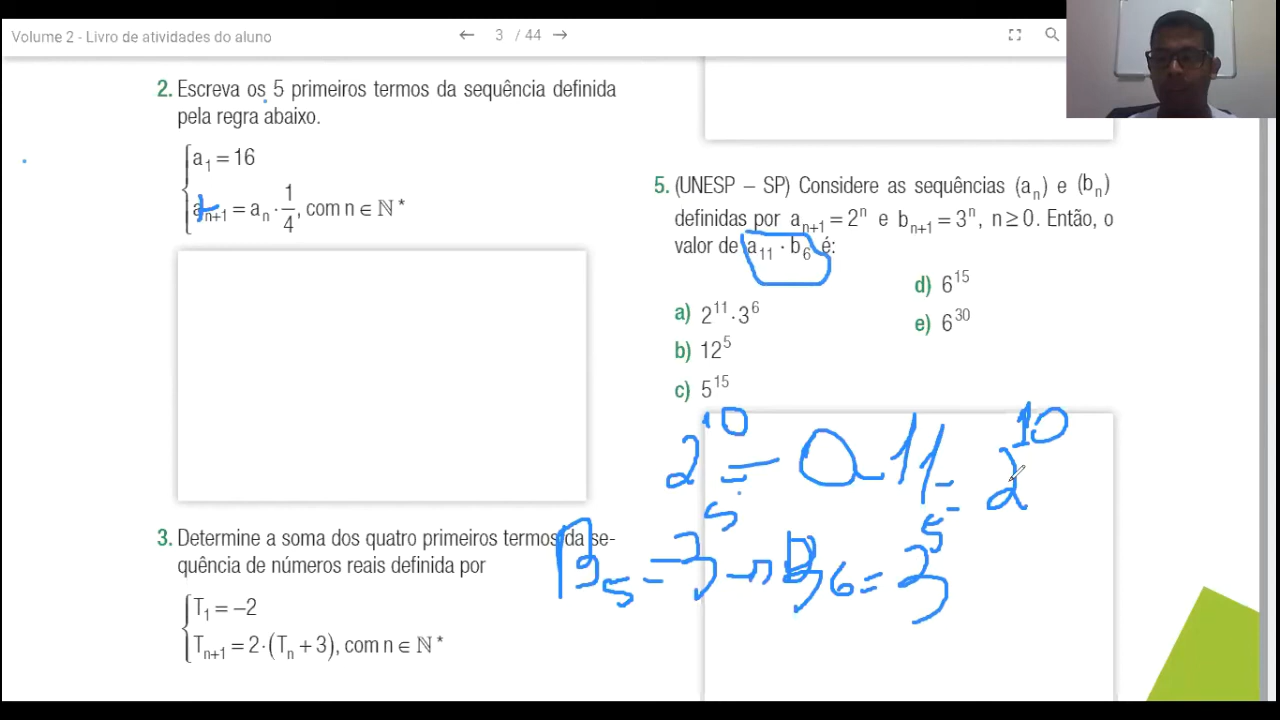 Volume 2 - Livro de atividades do aluno
← 3 / 44 →
2. Escreva os 5 primeiros termos da sequência definida
pela regra abaixo.
a₁ = 16
aₙ₊₁ = aₙ · 1/4, com n ∈ ℕ*
3. Determine a soma dos quatro primeiros termos da se-
quência de números reais definida por
T₁ = –2
Tₙ₊₁ = 2·(Tₙ + 3), com n ∈ ℕ*
5. (UNESP – SP) Considere as sequências (aₙ) e (bₙ)
definidas por aₙ₊₁ = 2ⁿ e bₙ₊₁ = 3ⁿ, n ≥ 0. Então, o
valor de a₁₁ · b₆ é:
a) 2¹¹·3⁶
b) 12⁵
c) 5¹⁵
d) 6¹⁵
e) 6³⁰
2¹⁰ = a 11 = 2¹⁰
B₅ = 3⁵ → B₆ = 3⁵